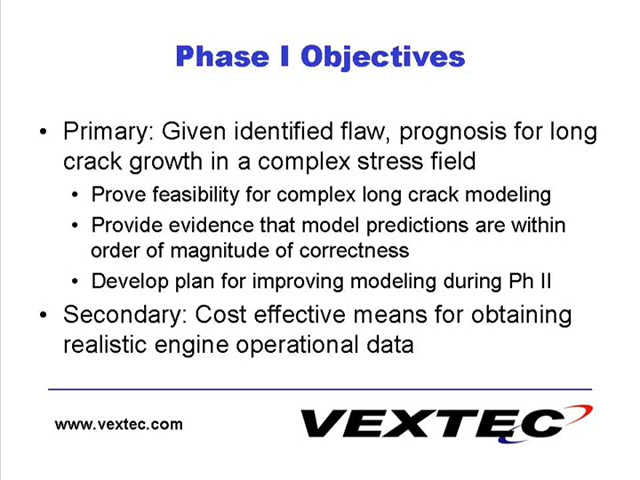 Phase I Objectives
• Primary: Given identified flaw, prognosis for long
crack growth in a complex stress field
• Prove feasibility for complex long crack modeling
• Provide evidence that model predictions are within
order of magnitude of correctness
• Develop plan for improving modeling during Ph II
• Secondary: Cost effective means for obtaining
realistic engine operational data
www.vextec.com
VEXTEC